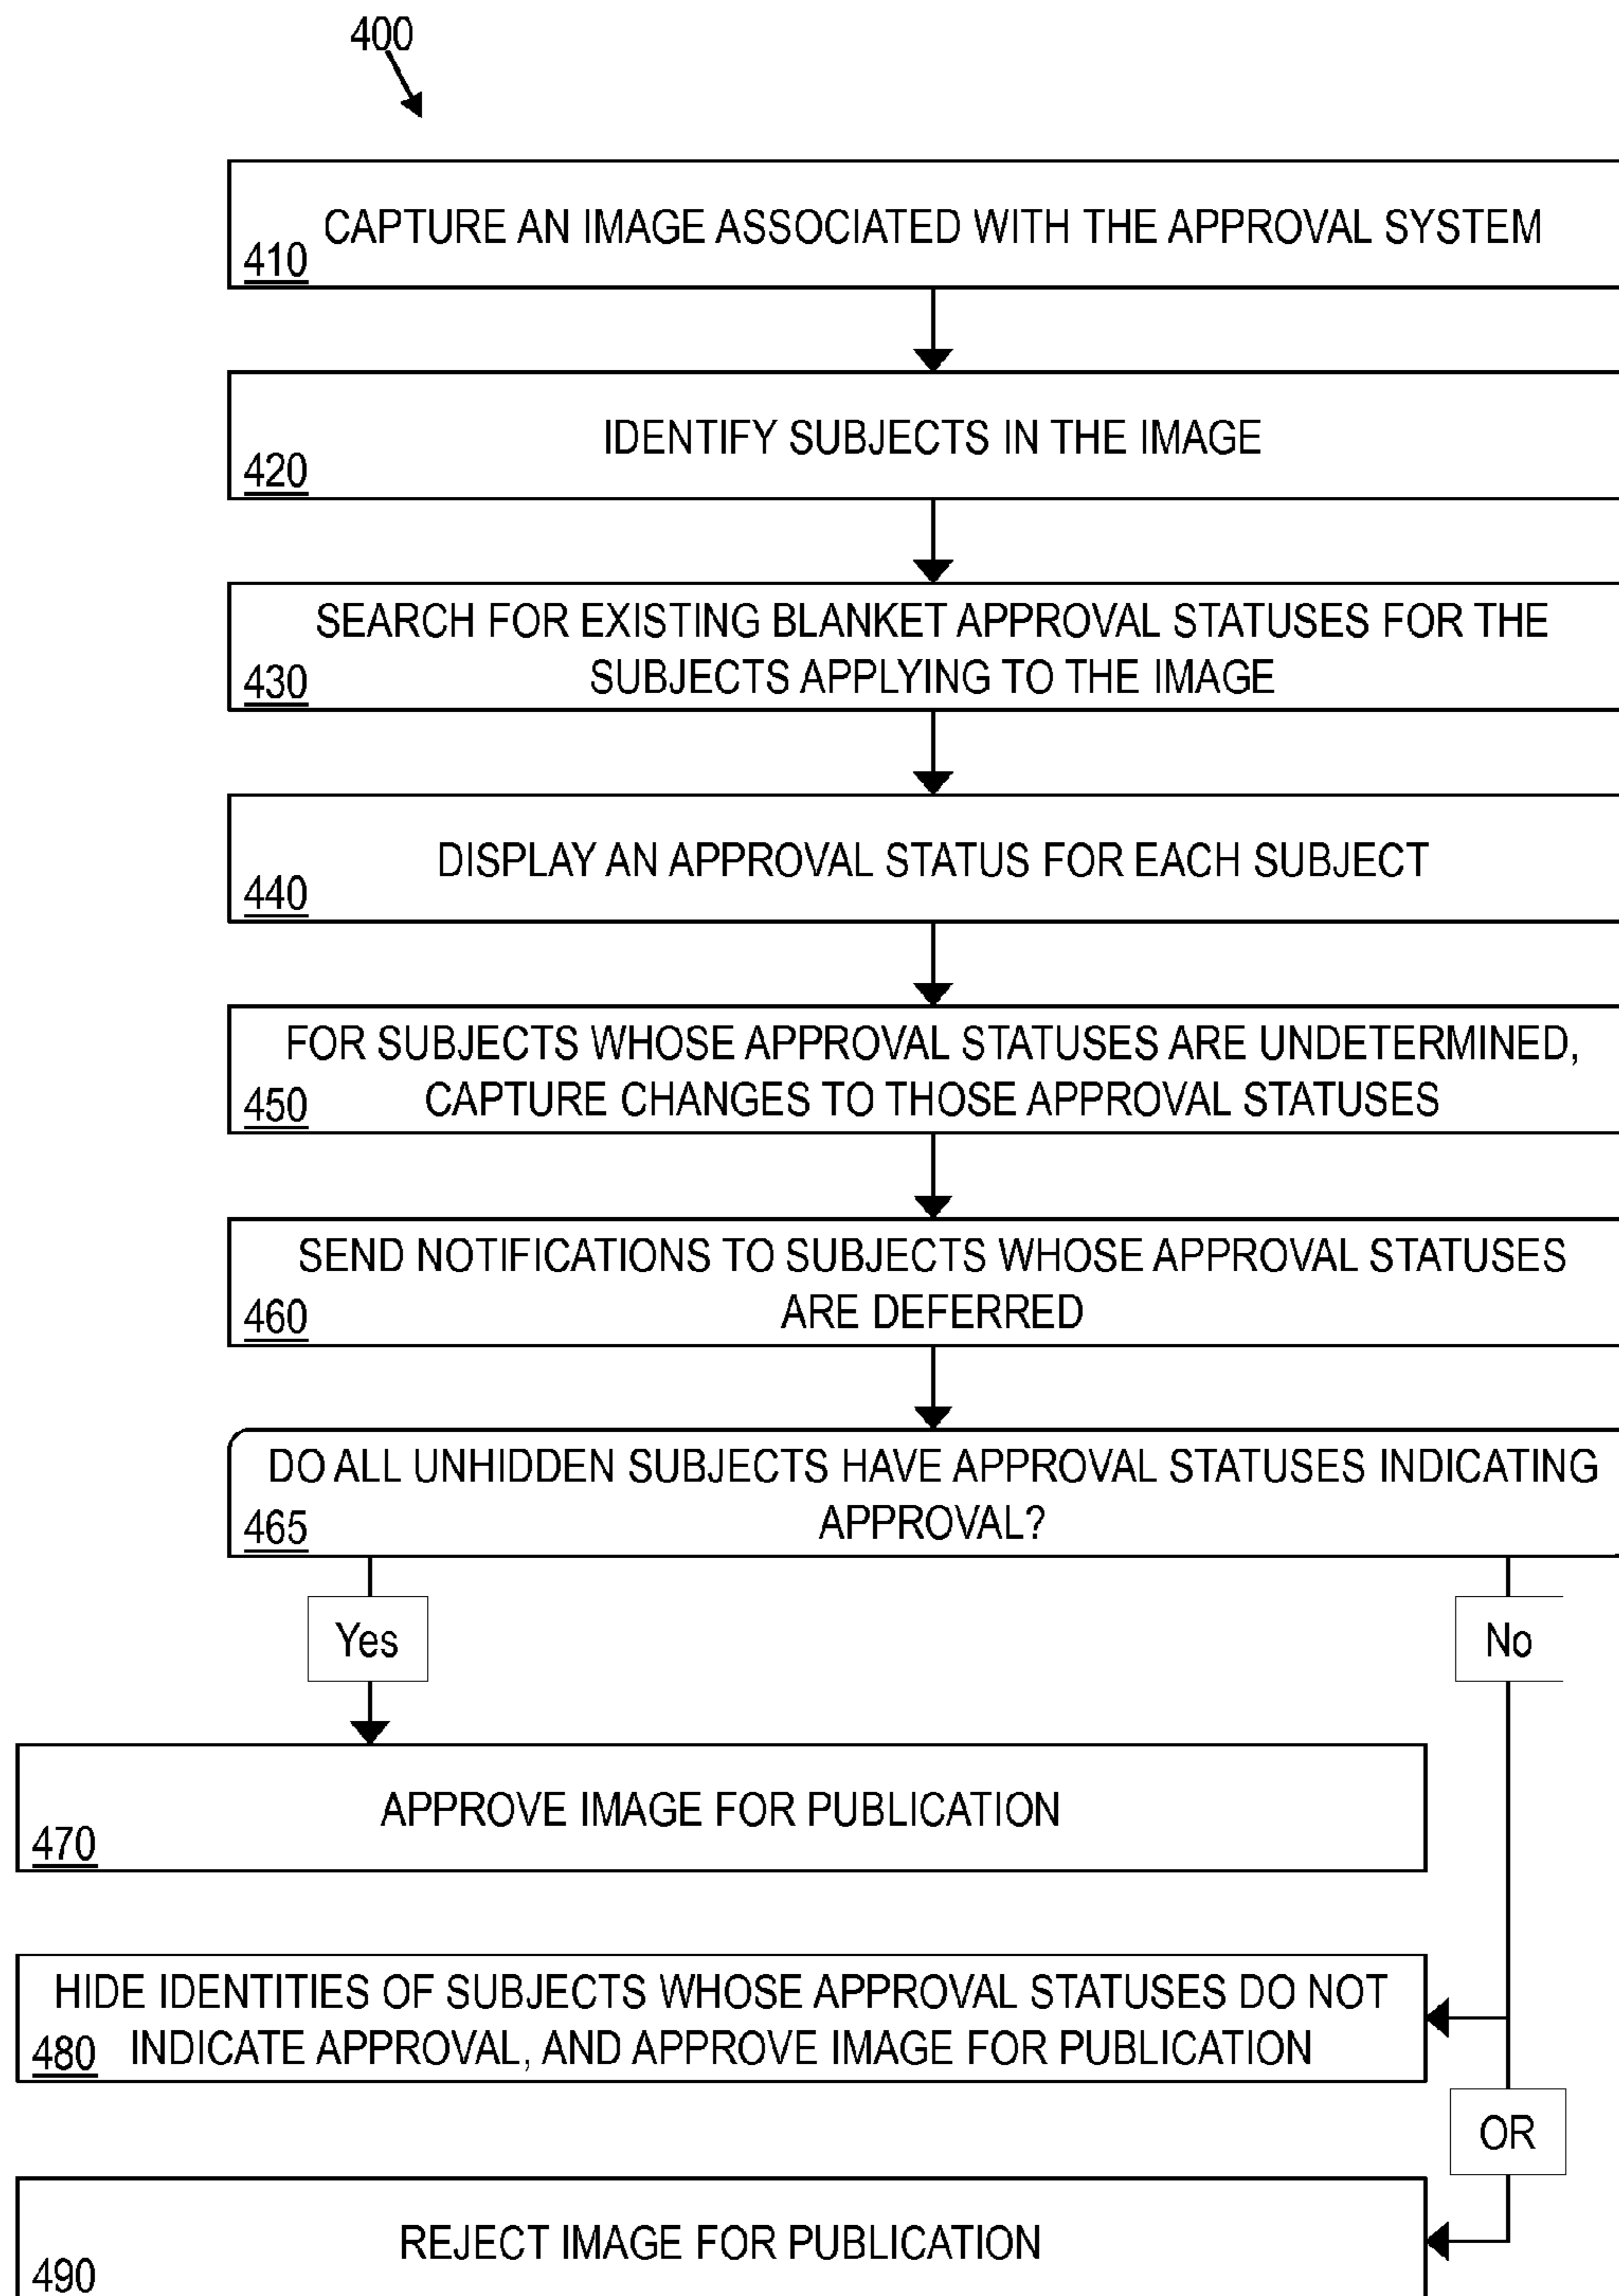 400
CAPTURE AN IMAGE ASSOCIATED WITH THE APPROVAL SYSTEM
410
IDENTIFY SUBJECTS IN THE IMAGE
420
SEARCH FOR EXISTING BLANKET APPROVAL STATUSES FOR THE
SUBJECTS APPLYING TO THE IMAGE
430
DISPLAY AN APPROVAL STATUS FOR EACH SUBJECT
440
FOR SUBJECTS WHOSE APPROVAL STATUSES ARE UNDETERMINED,
CAPTURE CHANGES TO THOSE APPROVAL STATUSES
450
SEND NOTIFICATIONS TO SUBJECTS WHOSE APPROVAL STATUSES
ARE DEFERRED
460
DO ALL UNHIDDEN SUBJECTS HAVE APPROVAL STATUSES INDICATING
APPROVAL?
465
Yes
No
APPROVE IMAGE FOR PUBLICATION
470
HIDE IDENTITIES OF SUBJECTS WHOSE APPROVAL STATUSES DO NOT
INDICATE APPROVAL, AND APPROVE IMAGE FOR PUBLICATION
480
OR
REJECT IMAGE FOR PUBLICATION
490